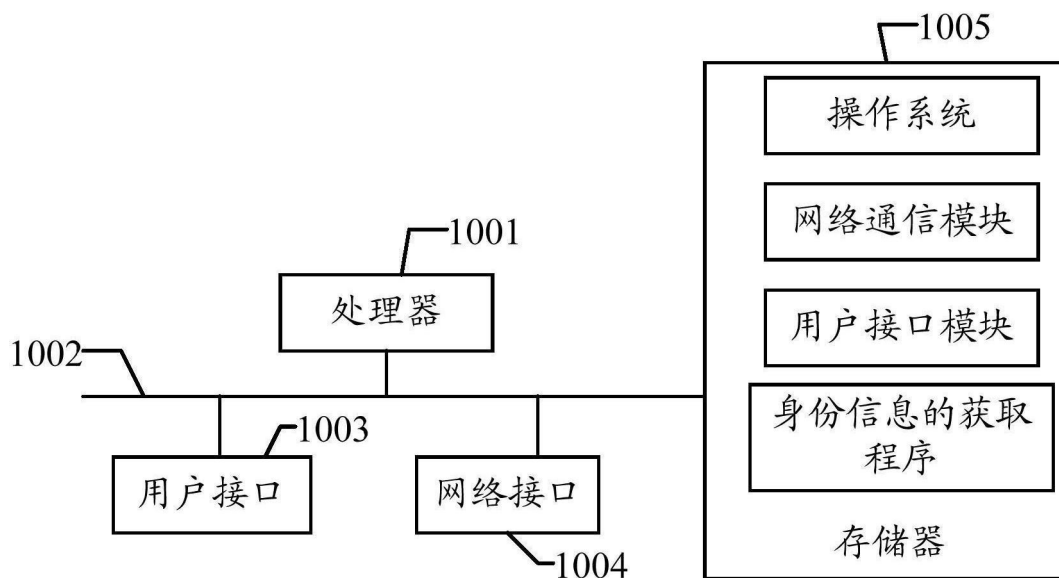 1005
操作系统
网络通信模块
1001
处理器
用户接口模块
1002
身份信息的获取
程序
1003
用户接口
网络接口
1004
存储器